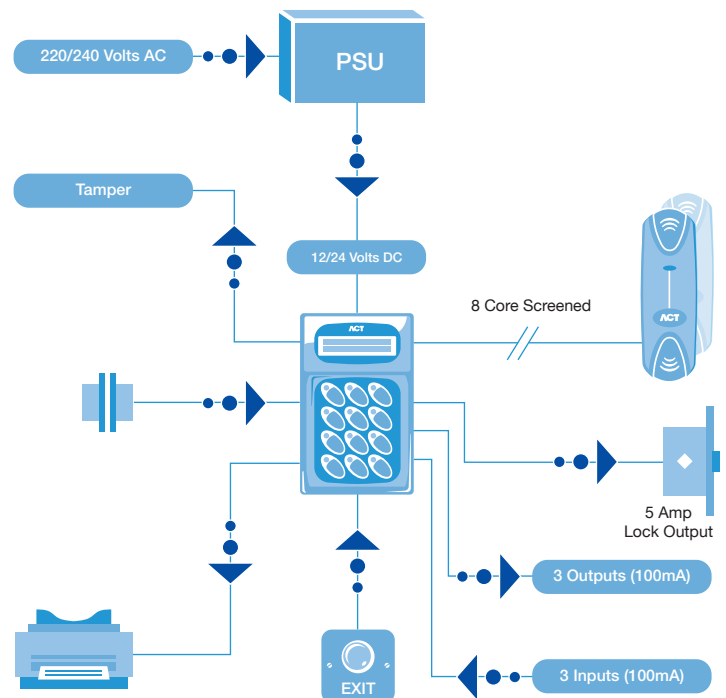 220/240 Volts AC
PSU
Tamper
12/24 Volts DC
8 Core Screened
ACT
ACT
5 Amp
Lock Output
3 Outputs (100mA)
3 Inputs (100mA)
EXIT